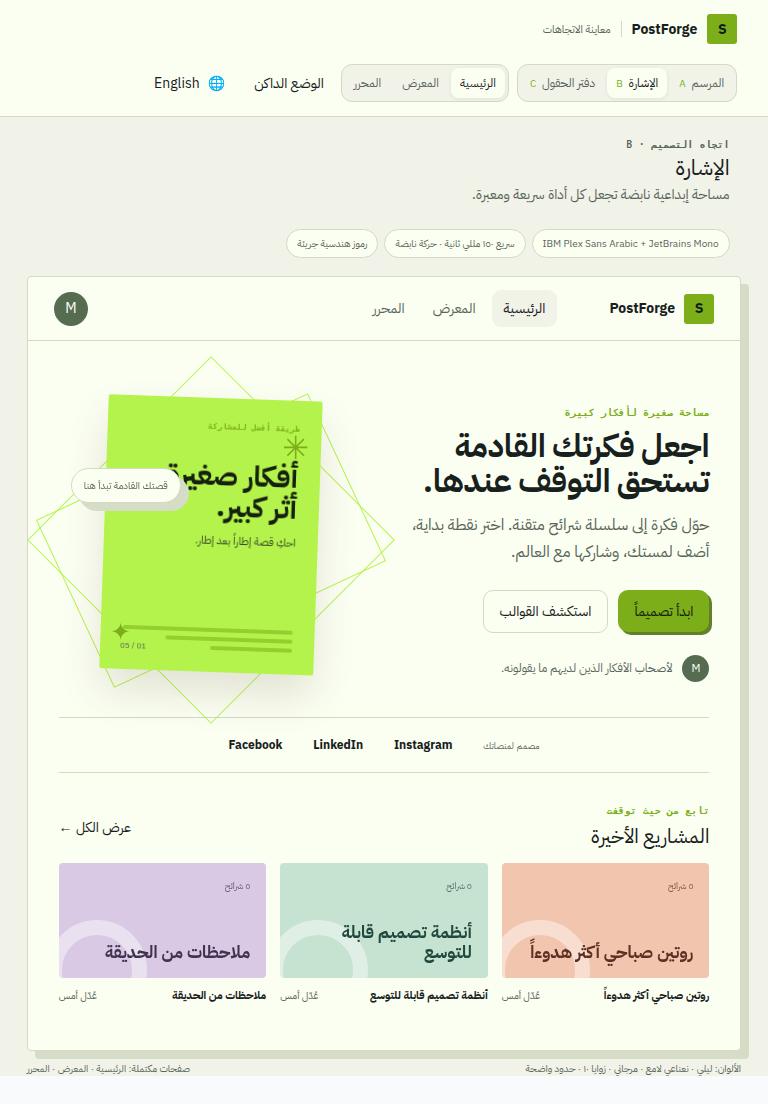 S PostForge معاينة الاتجاهات
المرسم A الإشارة B دفتر الحقول C الرئيسية المعرض المحرر الوضع الداكن 🌐 English
اتجاه التصميم · B
الإشارة
مساحة إبداعية نابضة تجعل كل أداة سريعة ومعبرة.
IBM Plex Sans Arabic + JetBrains Mono سريع ١٥٠ مللي ثانية · حركة نابضة رموز هندسية جريئة
S PostForge الرئيسية المعرض المحرر M
مساحة صغيرة لأفكار كبيرة
اجعل فكرتك القادمة
تستحق التوقف عندها.
حوّل فكرة إلى سلسلة شرائح متقنة. اختر نقطة بداية،
أضف لمستك، وشاركها مع العالم.
ابدأ تصميماً استكشف القوالب
M لأصحاب الأفكار الذين لديهم ما يقولونه.
طريقة أفضل للمشاركة
أفكار صغيرة
أثر كبير.
احكِ قصة إطاراً بعد إطار.
قصتك القادمة تبدأ هنا
05 / 01
مصمم لمنصاتك Instagram LinkedIn Facebook
تابع من حيث توقفت
المشاريع الأخيرة
عرض الكل ←
٥ شرائح
روتين صباحي أكثر هدوءاً
روتين صباحي أكثر هدوءاً عُدّل أمس
٥ شرائح
أنظمة تصميم قابلة
للتوسع
أنظمة تصميم قابلة للتوسع عُدّل أمس
٥ شرائح
ملاحظات من الحديقة
ملاحظات من الحديقة عُدّل أمس
الألوان: ليلي · نعناعي لامع · مرجاني · زوايا ١٠ · حدود واضحة
صفحات مكتملة: الرئيسية · المعرض · المحرر